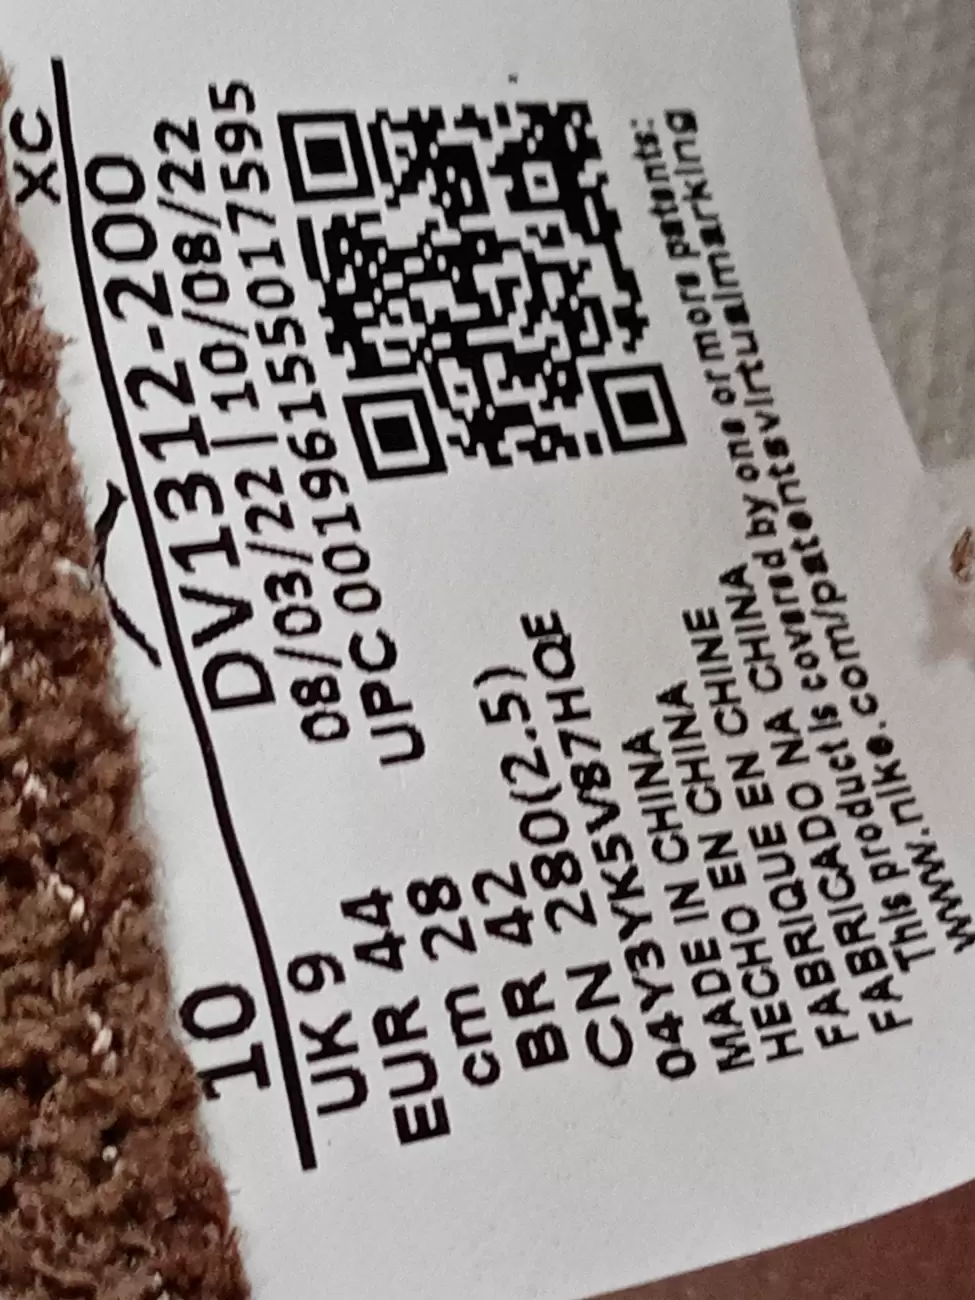 10 DV1312-200 XC
UK 9 08/03/22 | 10/08/22
EUR 44 UPC 00196155017595
cm 28
BR 42
CN 280(2.5)
04Y3YK5V87HQE
MADE IN CHINA
HECHO EN CHINA
FABRIQUE EN CHINE
FABRICADO NA CHINA
This product is covered by one or more patents:
www.nike.com/patentsvirtualmarking